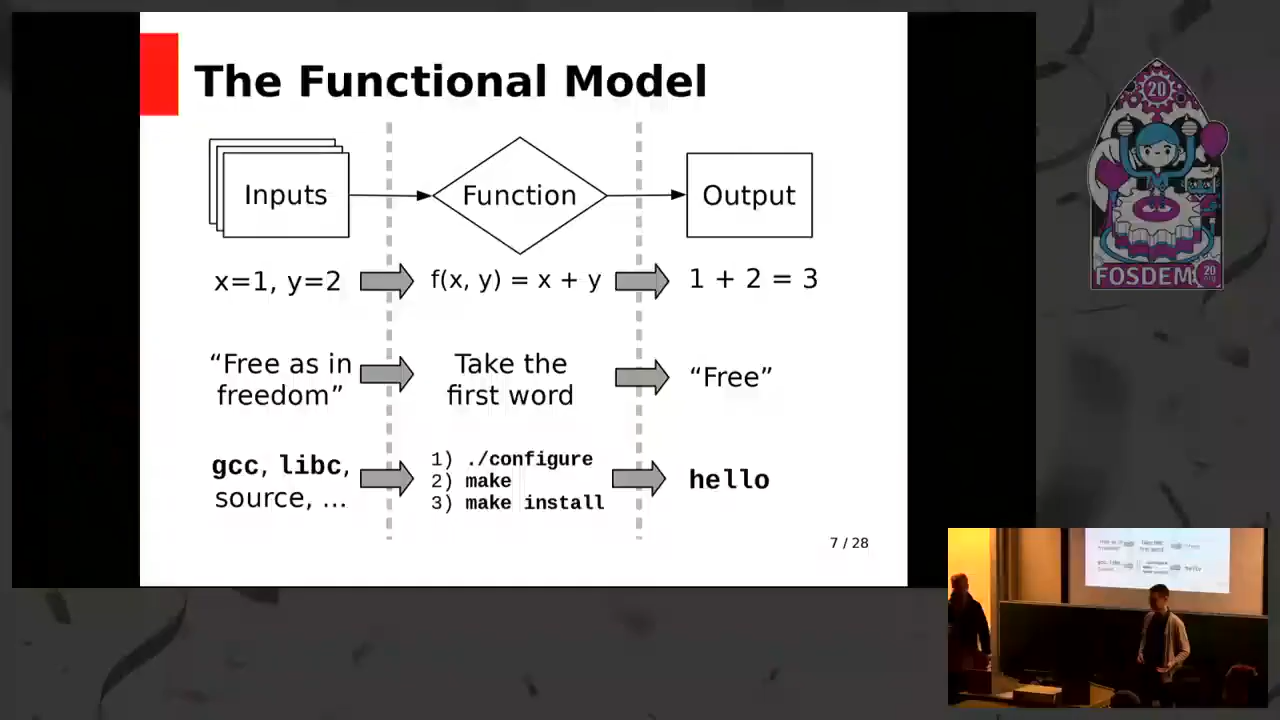 The Functional Model
Inputs
Function
Output
x=1, y=2
f(x, y) = x + y
1 + 2 = 3
“Free as in
freedom”
Take the
first word
“Free”
gcc, libc,
source, ...
1) ./configure
2) make
3) make install
hello
7 / 28
20
FOSDEM
20